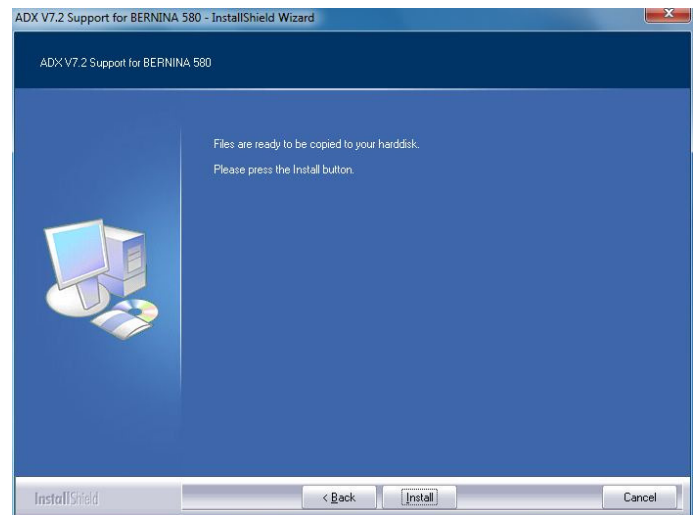 ADX V7.2 Support for BERNINA 580 - InstallShield Wizard
ADX V7.2 Support for BERNINA 580
Files are ready to be copied to your harddisk.
Please press the Install button.
InstallShield
< Back
Install
Cancel